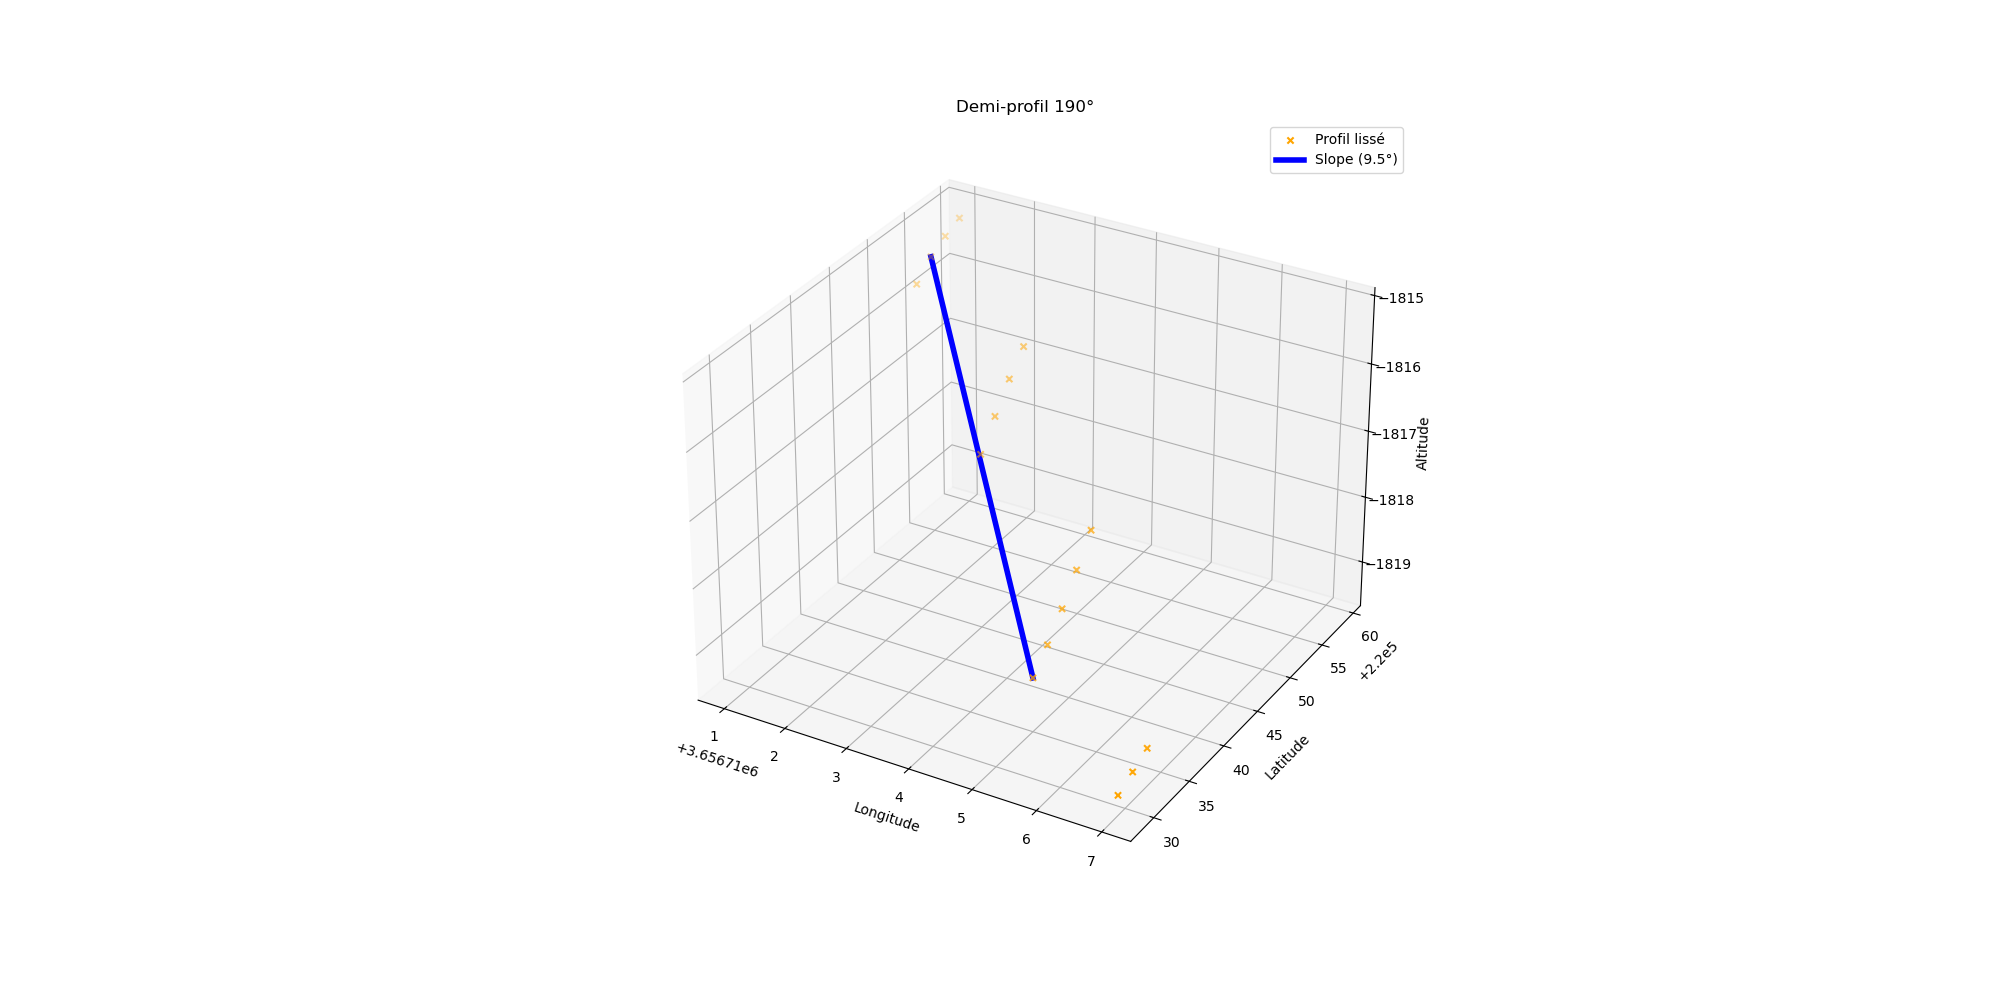 Demi-profil 190°
Profil lissé
Slope (9.5°)
−1815
−1816
−1817
−1818
−1819
Altitude
60
55
50
45
40
35
30
+2.2e5
Latitude
1
2
3
4
5
6
7
+3.65671e6
Longitude